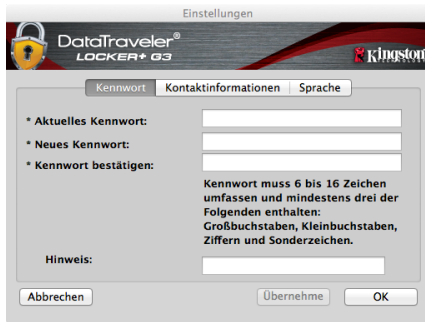 Einstellungen
DataTraveler®
LOCKER+ G3
Kingston
TECHNOLOGY
Kennwort Kontaktinformationen Sprache
* Aktuelles Kennwort:
* Neues Kennwort:
* Kennwort bestätigen:
Kennwort muss 6 bis 16 Zeichen
umfassen und mindestens drei der
Folgenden enthalten:
Großbuchstaben, Kleinbuchstaben,
Ziffern und Sonderzeichen.
Hinweis:
Abbrechen Übernehme OK